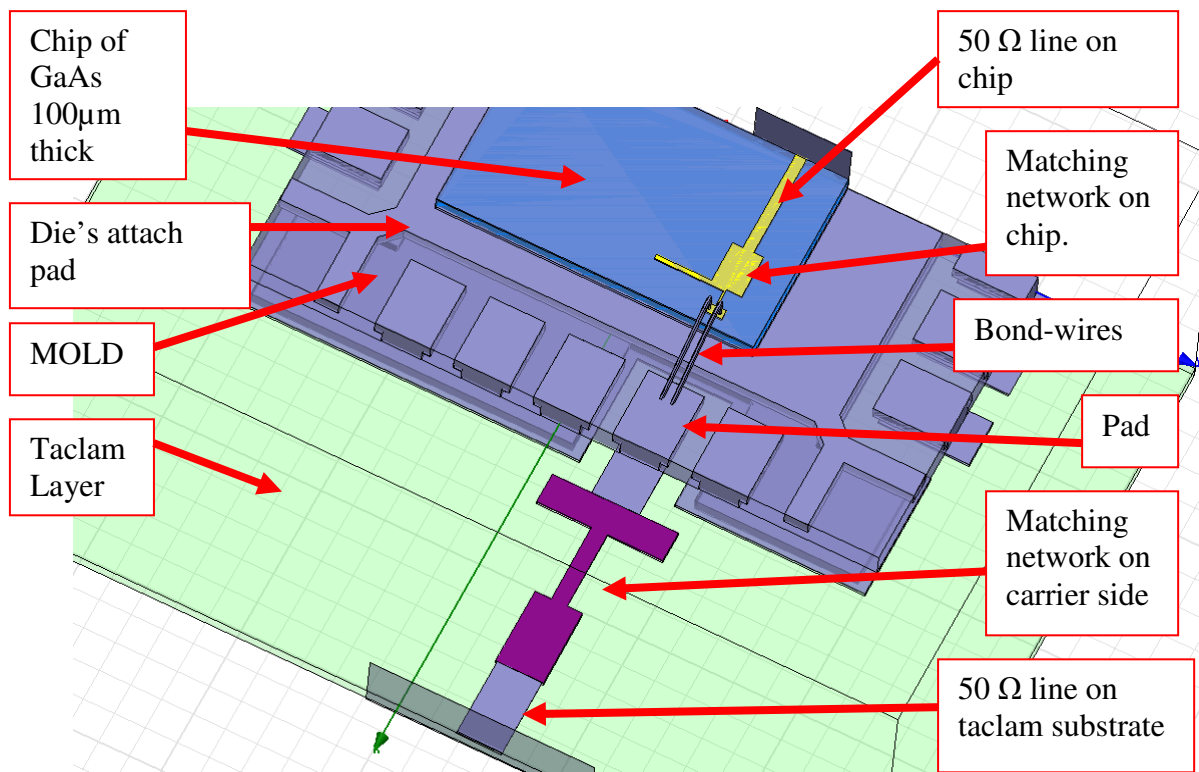 Chip of
GaAs
100µm
thick
Die's attach
pad
MOLD
Taclam
Layer
50 Ω line on
chip
Matching
network on
chip.
Bond-wires
Pad
Matching
network on
carrier side
50 Ω line on
taclam substrate